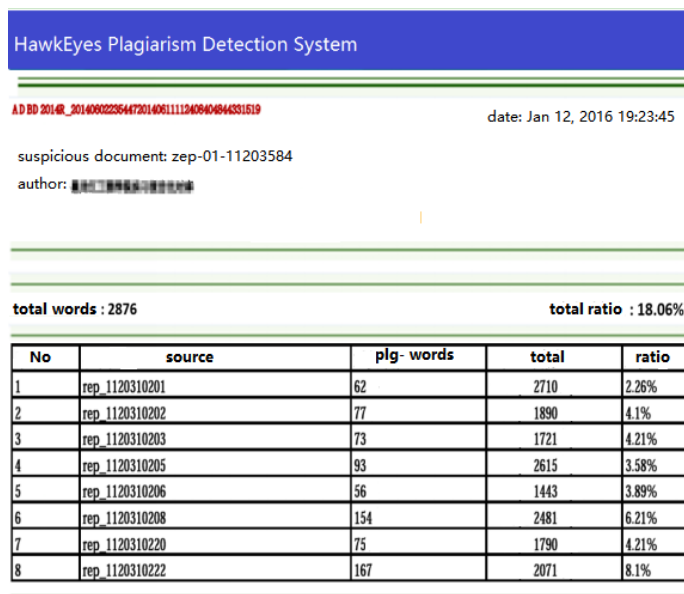 HawkEyes Plagiarism Detection System
date: Jan 12, 2016 19:23:45
suspicious document: zep-01-11203584
author:
total words : 2876 total ratio : 18.06%
No source plg- words total ratio
1 rep_1120310201 62 2710 2.26%
2 rep_1120310202 77 1890 4.1%
3 rep_1120310203 73 1721 4.21%
4 rep_1120310205 93 2615 3.58%
5 rep_1120310206 56 1443 3.89%
6 rep_1120310208 154 2481 6.21%
7 rep_1120310220 75 1790 4.21%
8 rep_1120310222 167 2071 8.1%